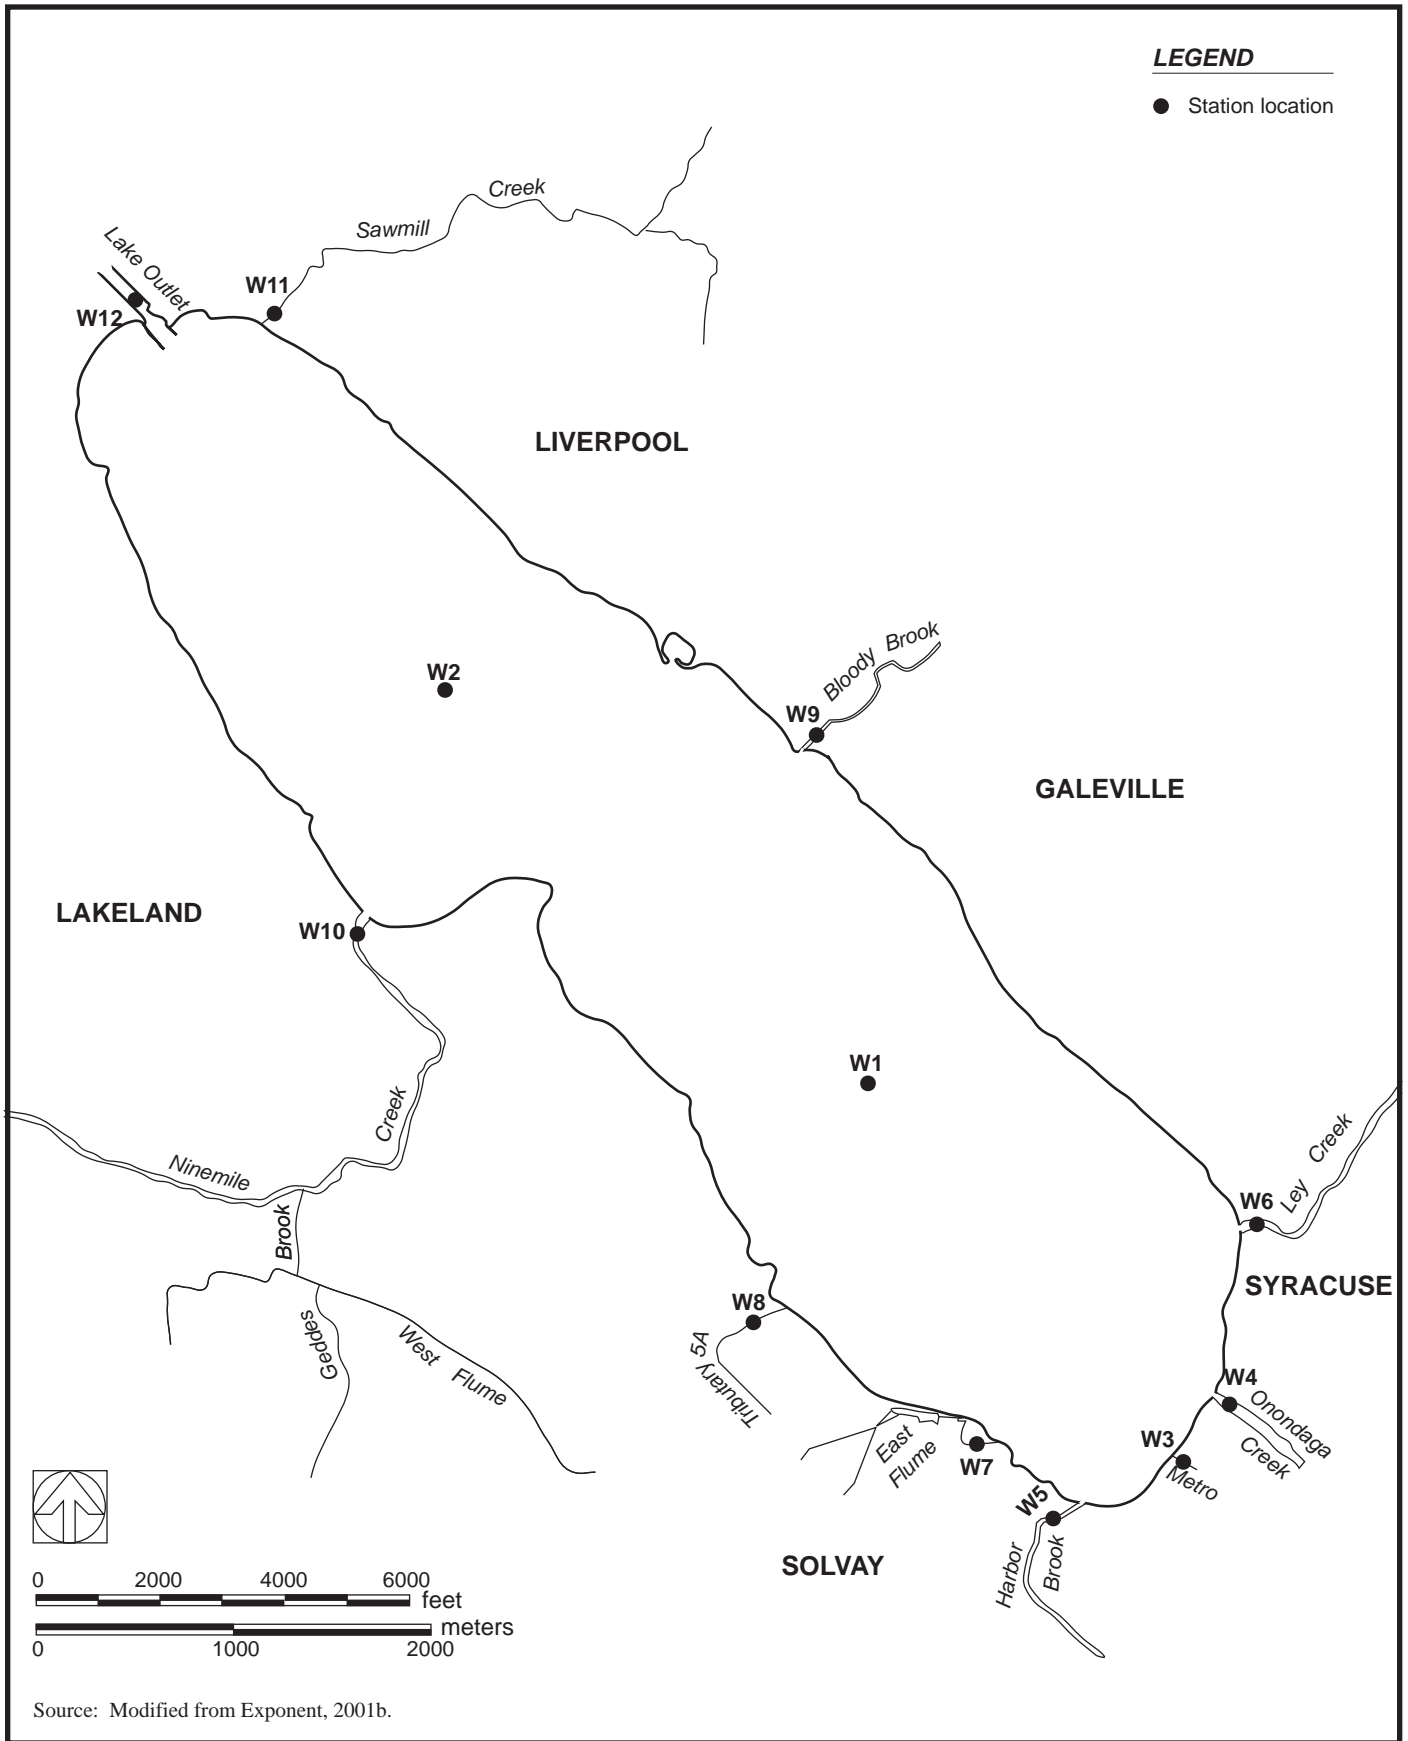 LEGEND
Station location
Creek
Sawmill
Lake Outlet
W11
W12
LIVERPOOL
Bloody Brook
W2
W9
GALEVILLE
LAKELAND
W10
W1
Creek
Ninemile
Ley Creek
W6
Brook
SYRACUSE
W8
Geddes
West Flume
Tributary 5A
W4
Onondaga
Creek
W3
Metro
East
Flume
W7
W5
SOLVAY
Harbor
Brook
0 2000 4000 6000
feet
meters
0 1000 2000
Source: Modified from Exponent, 2001b.